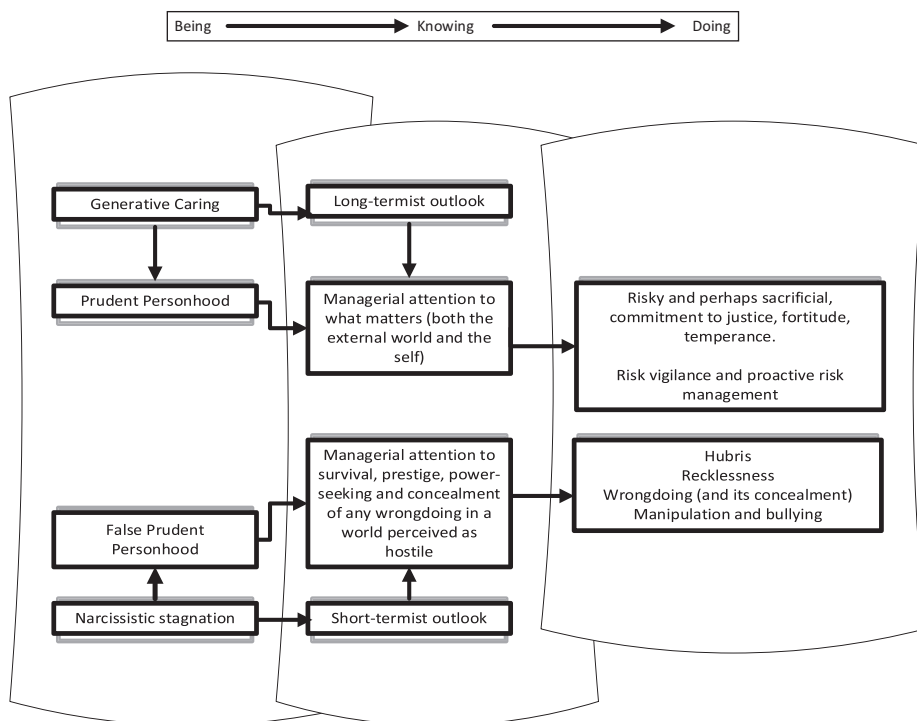 Being Knowing Doing
Generative Caring
Long-termist outlook
Prudent Personhood
Managerial attention to
what matters (both the
external world and the
self)
Risky and perhaps sacrificial,
commitment to justice, fortitude,
temperance.
Risk vigilance and proactive risk
management
Managerial attention to
survival, prestige, power-
seeking and concealment
of any wrongdoing in a
world perceived as
hostile
Hubris
Recklessness
Wrongdoing (and its concealment)
Manipulation and bullying
False Prudent
Personhood
Narcissistic stagnation
Short-termist outlook